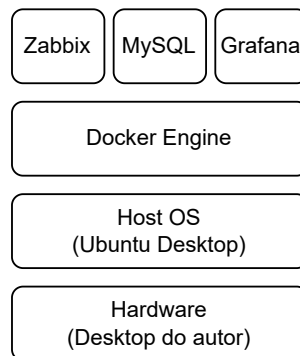 Zabbix MySQL Grafana
Docker Engine
Host OS
(Ubuntu Desktop)
Hardware
(Desktop do autor)